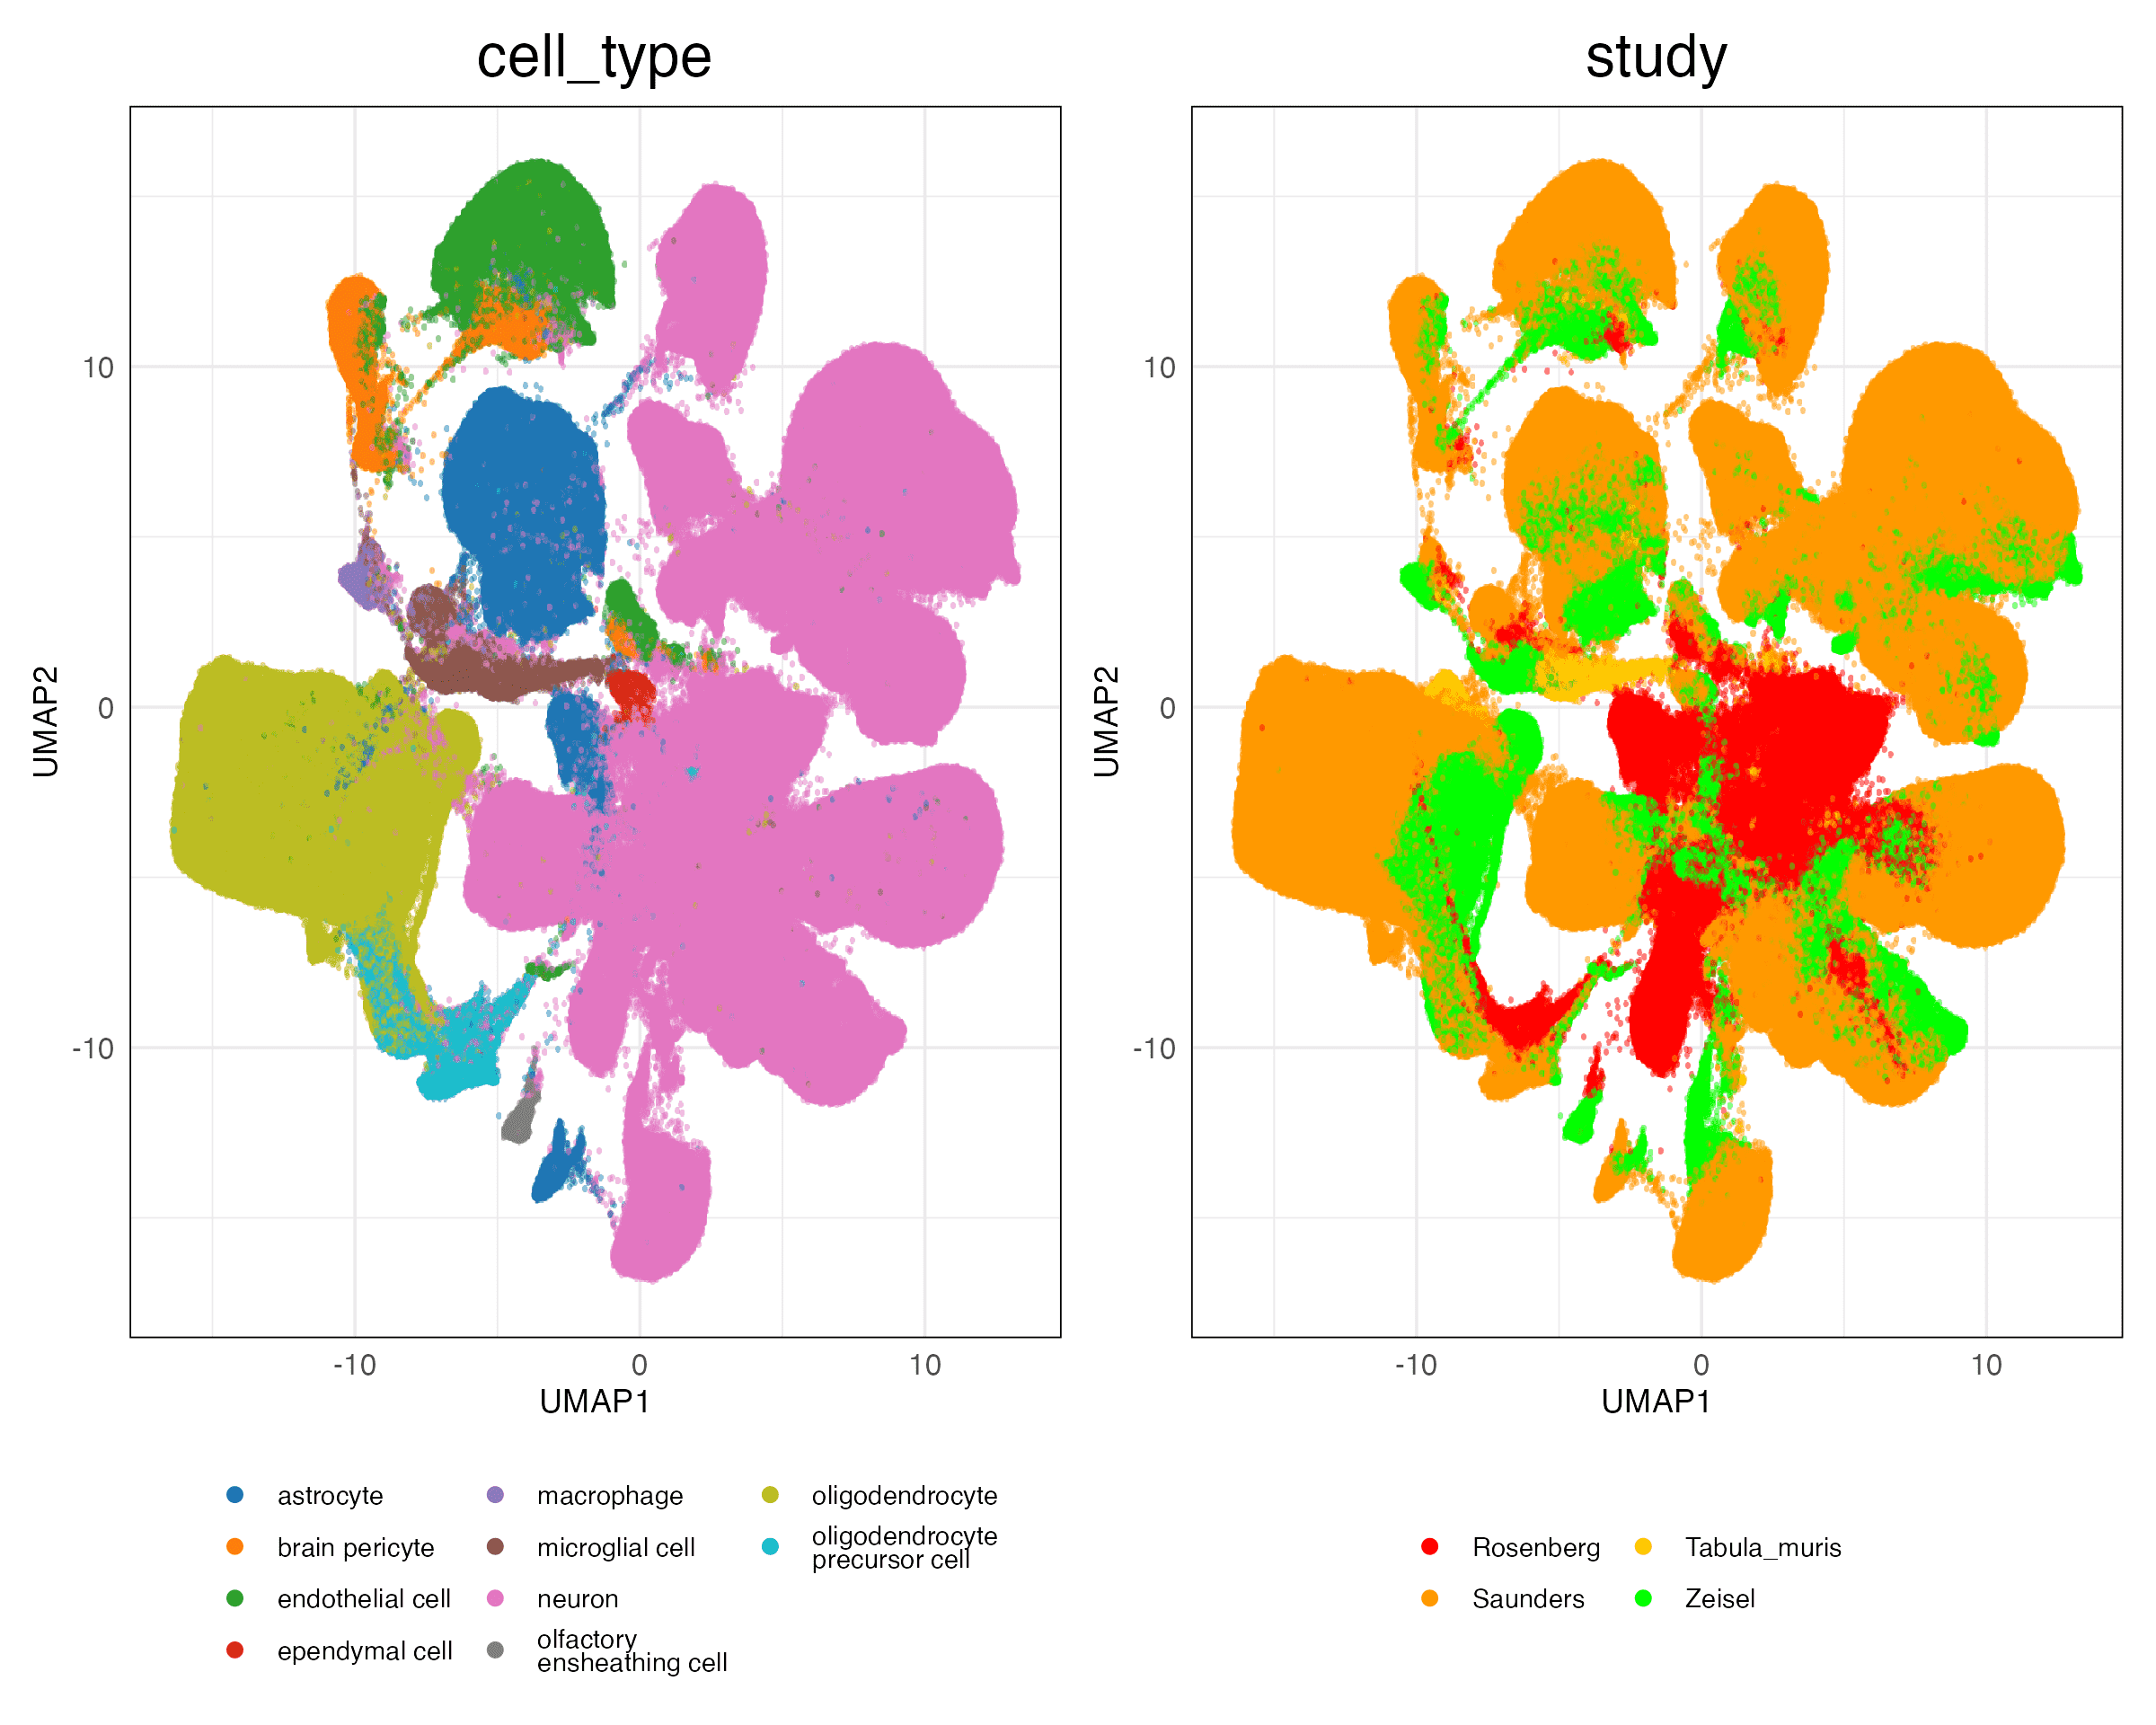 cell_type
UMAP2
10
0
-10
-10
0
10
UMAP1
astrocyte
brain pericyte
endothelial cell
ependymal cell
macrophage
microglial cell
neuron
olfactory
ensheathing cell
oligodendrocyte
oligodendrocyte
precursor cell
study
UMAP2
10
0
-10
-10
0
10
UMAP1
Rosenberg
Saunders
Tabula_muris
Zeisel